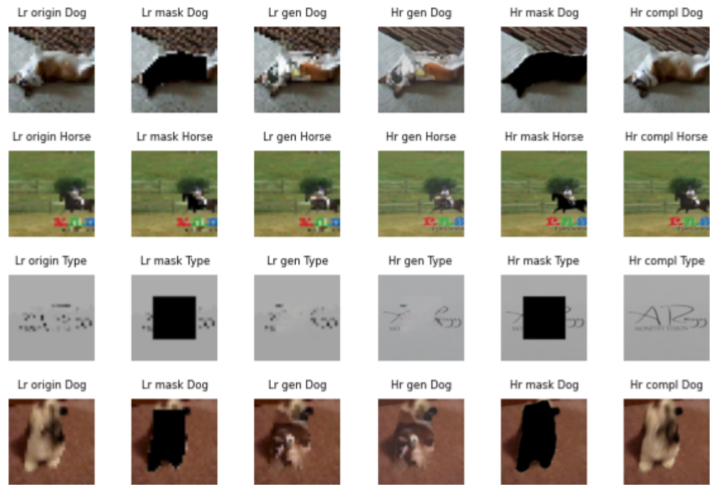 Lr origin Dog Lr mask Dog Lr gen Dog Hr gen Dog Hr mask Dog Hr compl Dog
Lr origin Horse Lr mask Horse Lr gen Horse Hr gen Horse Hr mask Horse Hr compl Horse
Lr origin Type Lr mask Type Lr gen Type Hr gen Type Hr mask Type Hr compl Type
Lr origin Dog Lr mask Dog Lr gen Dog Hr gen Dog Hr mask Dog Hr compl Dog